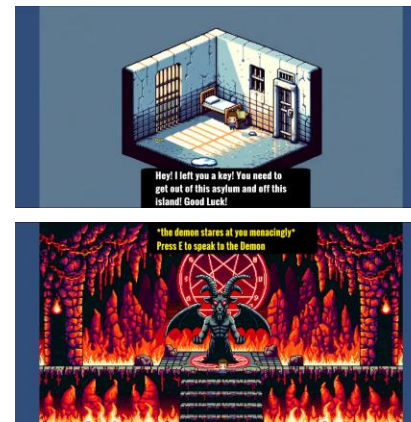 Hey! I left you a key! You need to
get out of this asylum and off this
island! Good Luck!
*the demon stares at you menacingly*
Press E to speak to the Demon